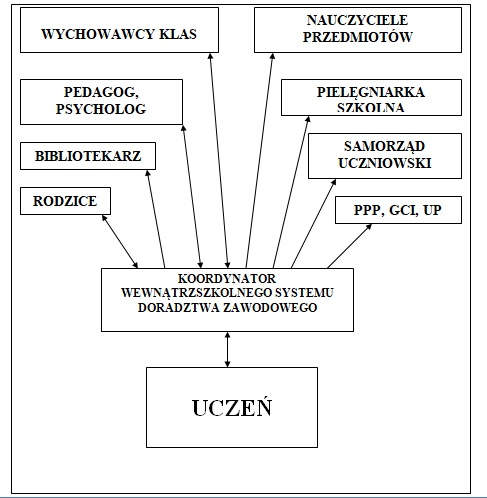 WYCHOWAWCY KLAS
NAUCZYCIELE
PRZEDMIOTÓW
PEDAGOG,
PSYCHOLOG
PIELĘGNIARKA
SZKOLNA
BIBLIOTEKARZ
SAMORZĄD
UCZNIOWSKI
RODZICE
PPP, GCI, UP
KOORDYNATOR
WEWNĄTRZSZKOLNEGO SYSTEMU
DORADZTWA ZAWODOWEGO
UCZEŃ